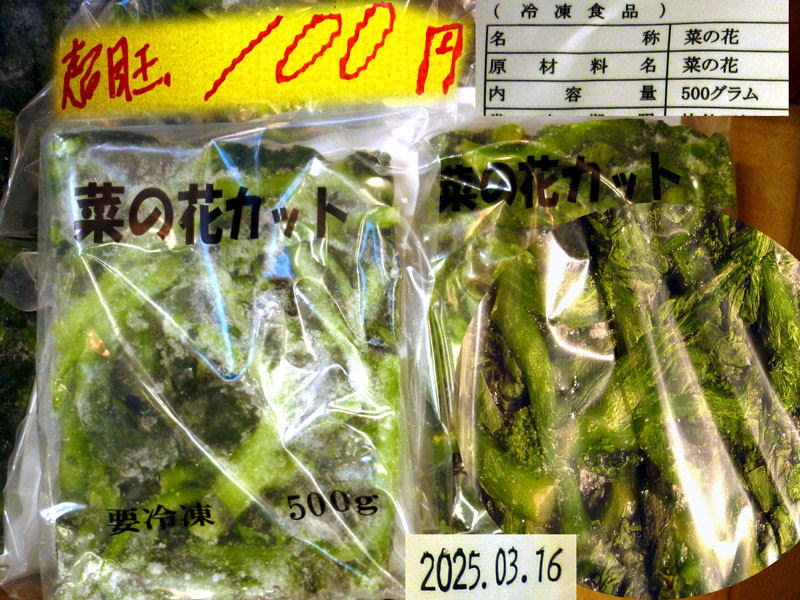 超目玉、100円
（冷凍食品）
名称 菜の花
原材料名 菜の花
内容量 500グラム
菜の花カット
要冷凍 500g
菜の花カット
2025.03.16